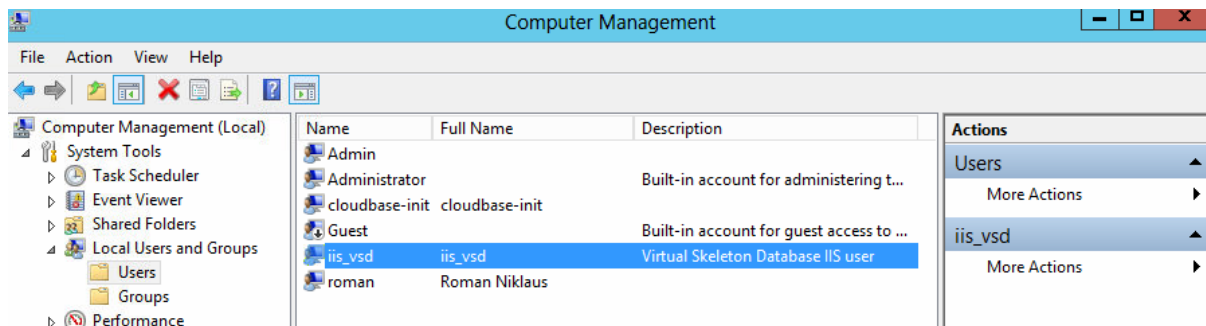 Computer Management
File Action View Help
Computer Management (Local)
System Tools
Task Scheduler
Event Viewer
Shared Folders
Local Users and Groups
Users
Groups
Performance
Name Full Name Description
Admin
Administrator Built-in account for administering t...
cloudbase-init cloudbase-init
Guest Built-in account for guest access to ...
iis_vsd iis_vsd Virtual Skeleton Database IIS user
roman Roman Niklaus
Actions
Users
More Actions
iis_vsd
More Actions